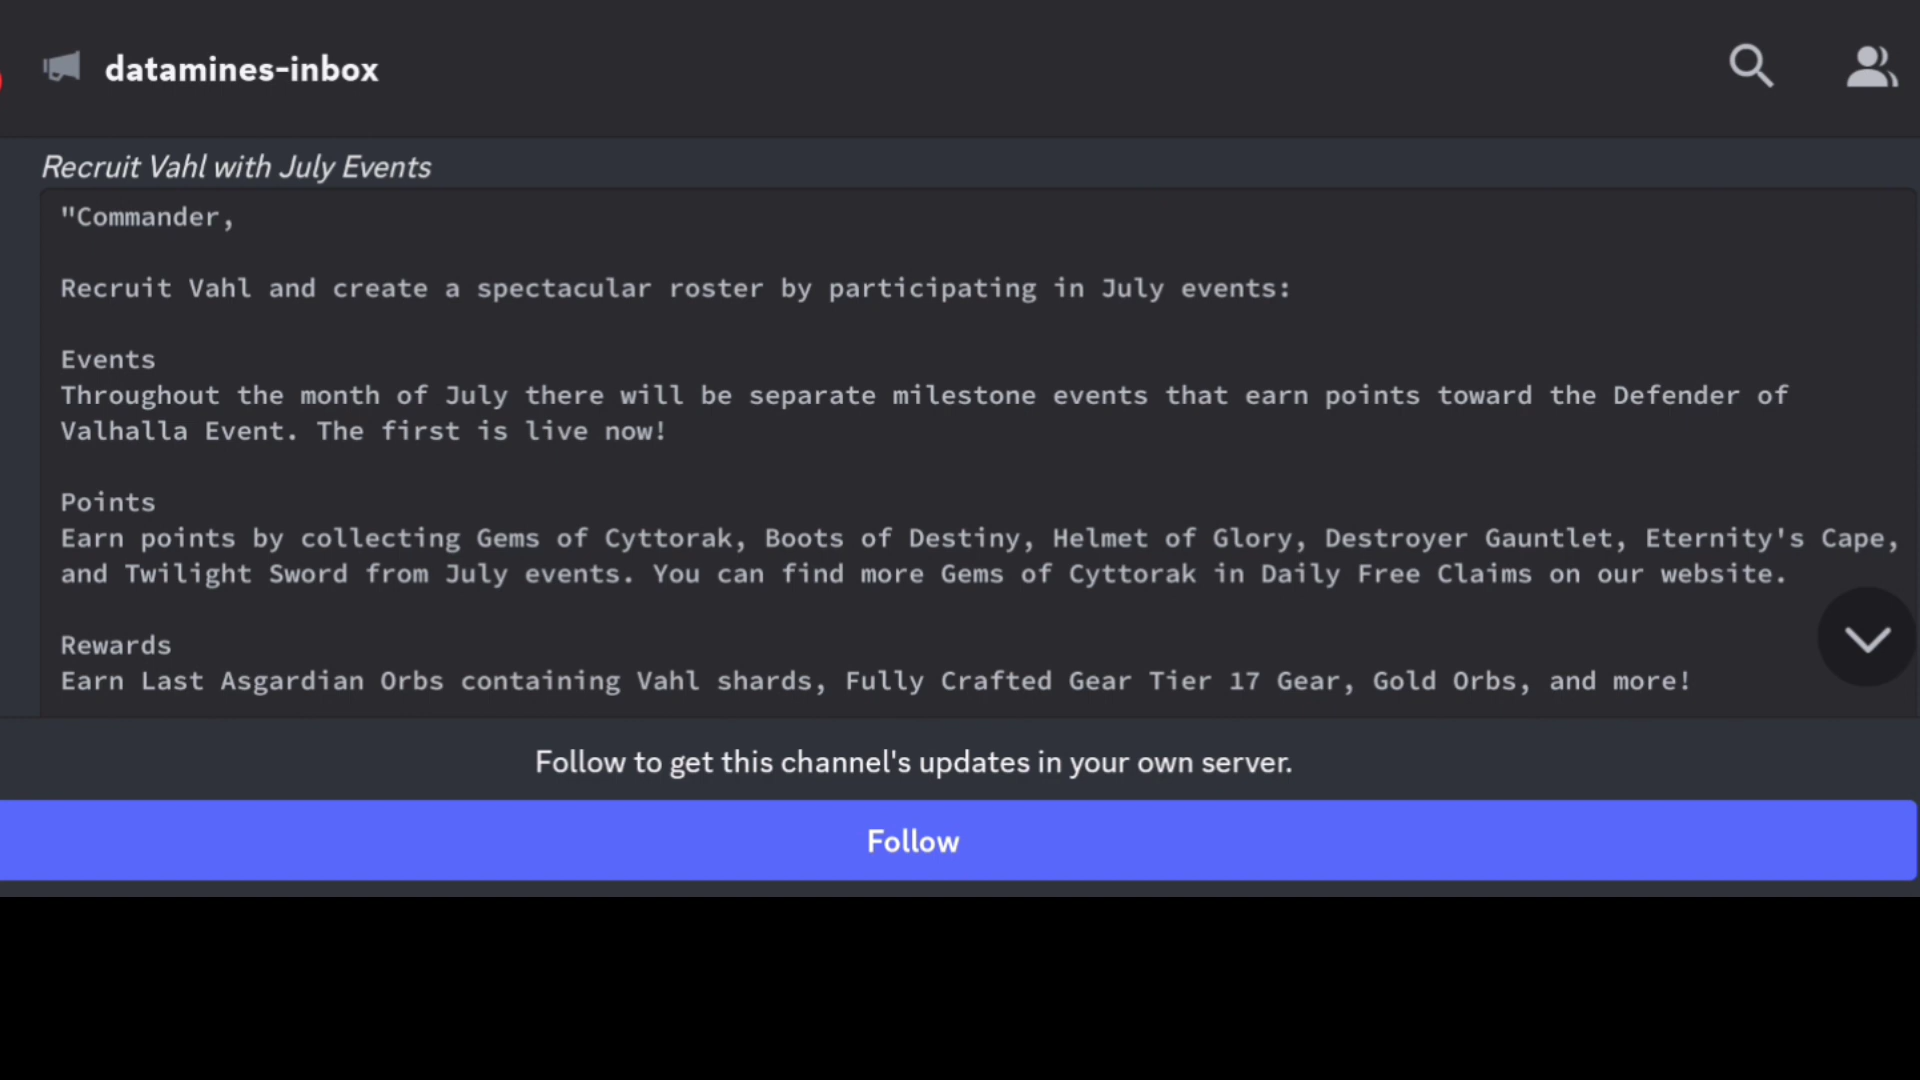 datamines-inbox
Recruit Vahl with July Events
"Commander,
Recruit Vahl and create a spectacular roster by participating in July events:
Events
Throughout the month of July there will be separate milestone events that earn points toward the Defender of
Valhalla Event. The first is live now!
Points
Earn points by collecting Gems of Cyttorak, Boots of Destiny, Helmet of Glory, Destroyer Gauntlet, Eternity's Cape,
and Twilight Sword from July events. You can find more Gems of Cyttorak in Daily Free Claims on our website.
Rewards
Earn Last Asgardian Orbs containing Vahl shards, Fully Crafted Gear Tier 17 Gear, Gold Orbs, and more!
Follow to get this channel's updates in your own server.
Follow